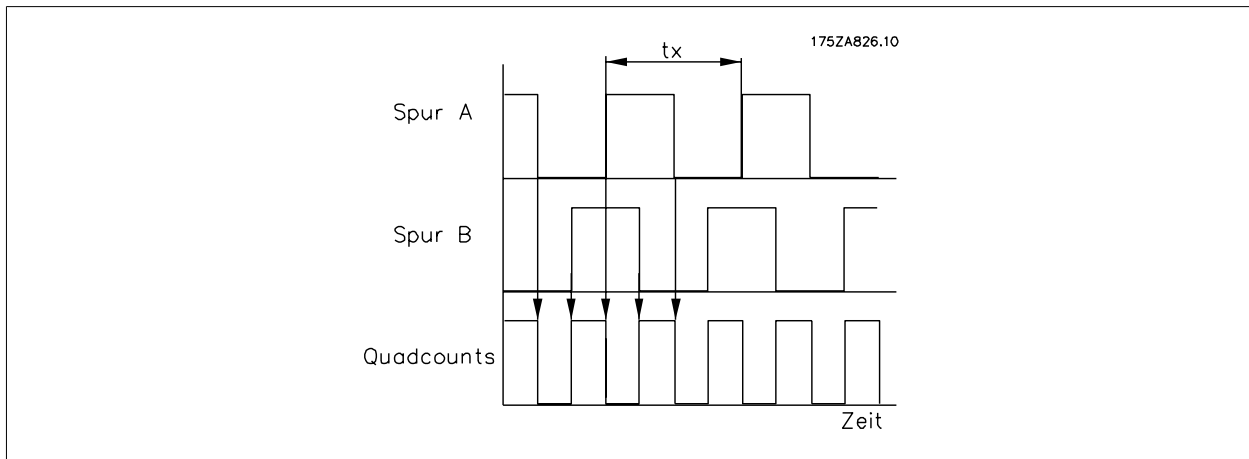 175ZA826.10
tx
Spur A
Spur B
Quadcounts
Zeit